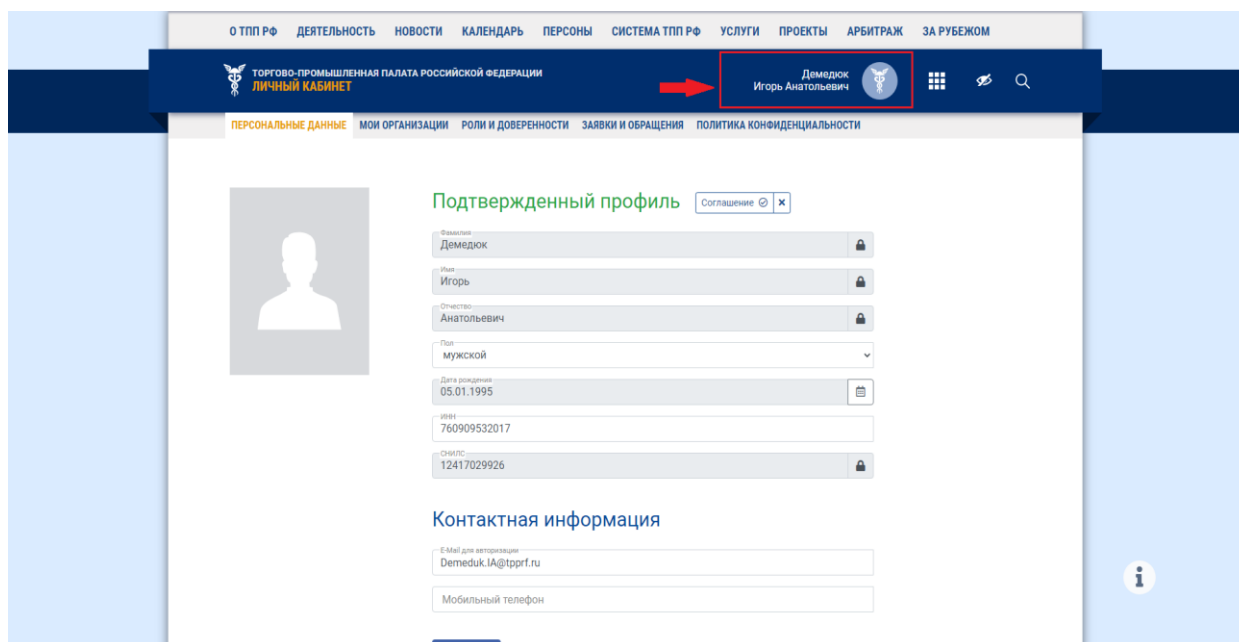 О ТПП РФ ДЕЯТЕЛЬНОСТЬ НОВОСТИ КАЛЕНДАРЬ ПЕРСОНЫ СИСТЕМА ТПП РФ УСЛУГИ ПРОЕКТЫ АРБИТРАЖ ЗА РУБЕЖОМ
ТОРГОВО-ПРОМЫШЛЕННАЯ ПАЛАТА РОССИЙСКОЙ ФЕДЕРАЦИИ
ЛИЧНЫЙ КАБИНЕТ
Демедюк
Игорь Анатольевич
ПЕРСОНАЛЬНЫЕ ДАННЫЕ МОИ ОРГАНИЗАЦИИ РОЛИ И ДОВЕРЕННОСТИ ЗАЯВКИ И ОБРАЩЕНИЯ ПОЛИТИКА КОНФИДЕНЦИАЛЬНОСТИ
Подтвержденный профиль Соглашение
Фамилия
Демедюк
Имя
Игорь
Отчество
Анатольевич
Пол
мужской
Дата рождения
05.01.1995
ИНН
760909532017
СНИЛС
12417029926
Контактная информация
E-Mail для авторизации
Demeduk.IA@tpprf.ru
Мобильный телефон